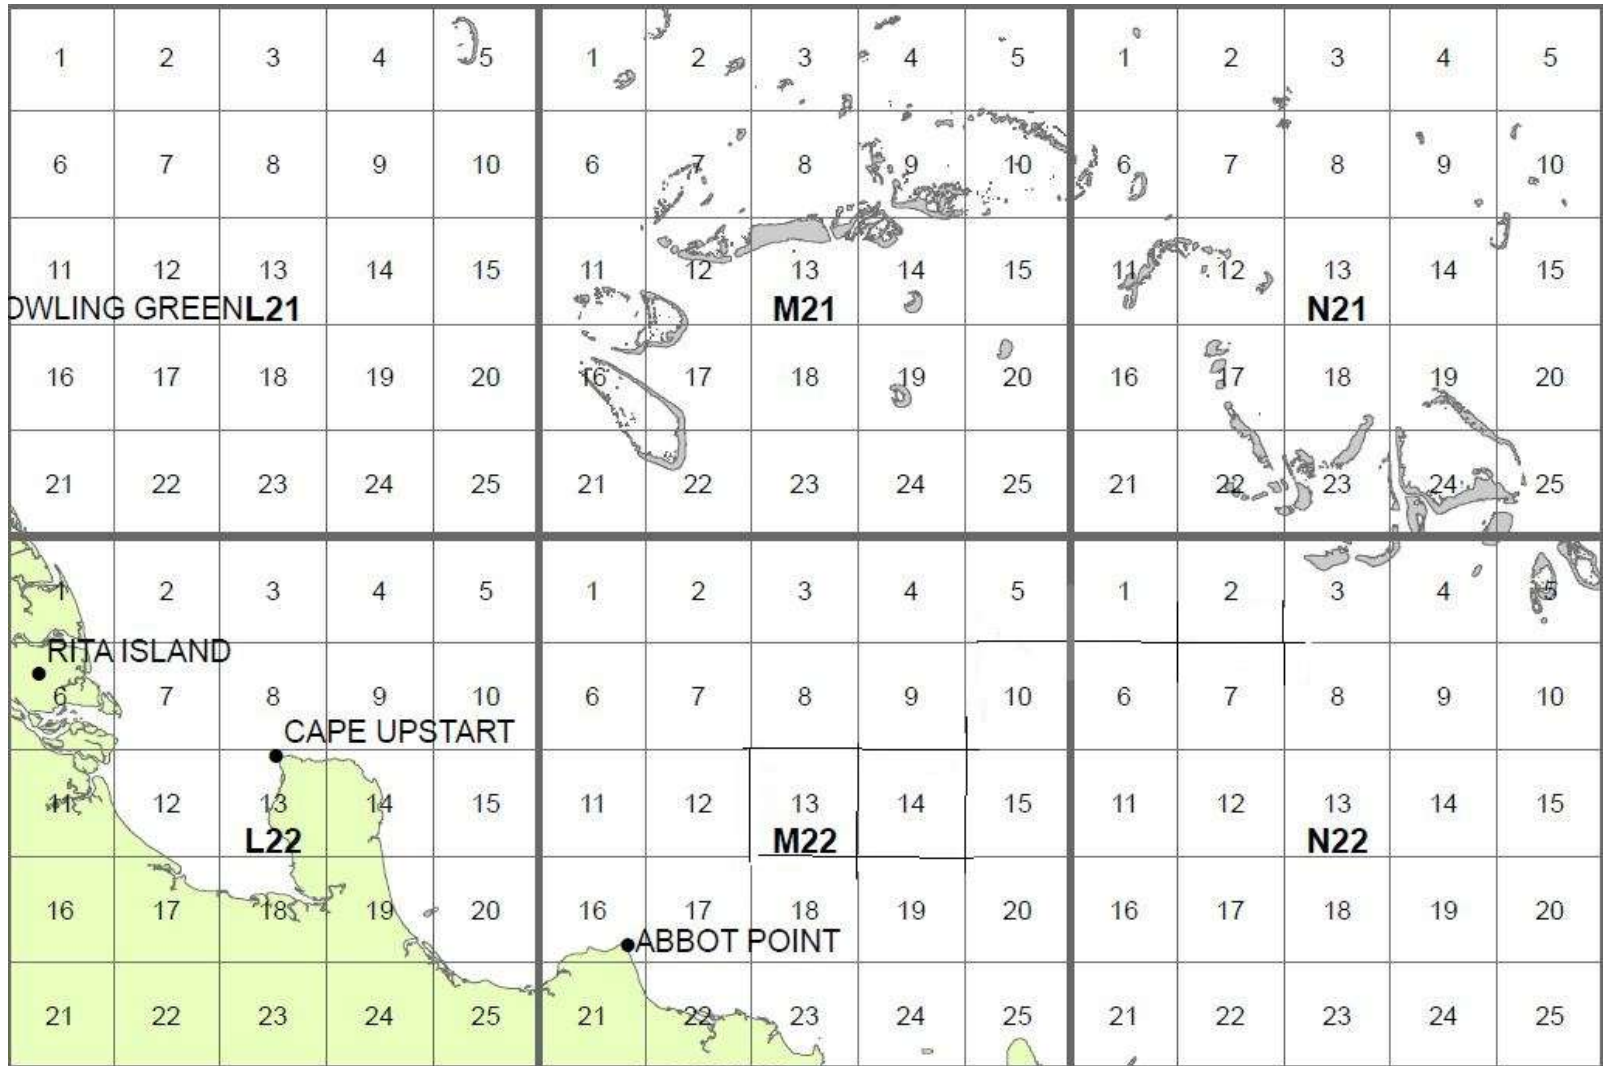 1 2 3 4 5 1 2 3 4 5 1 2 3 4 5
6 7 8 9 10 6 7 8 9 10 6 7 8 9 10
11 12 13 14 15 11 12 13 14 15 11 12 13 14 15
OWLING GREEN L21 M21 N21
16 17 18 19 20 16 17 18 19 20 16 17 18 19 20
21 22 23 24 25 21 22 23 24 25 21 22 23 24 25
1 2 3 4 5 1 2 3 4 5 1 2 3 4 5
RITA ISLAND
6 7 8 9 10 6 7 8 9 10 6 7 8 9 10
CAPE UPSTART
11 12 13 14 15 11 12 13 14 15 11 12 13 14 15
L22 M22 N22
16 17 18 19 20 16 17 18 19 20 16 17 18 19 20
ABBOT POINT
21 22 23 24 25 21 22 23 24 25 21 22 23 24 25